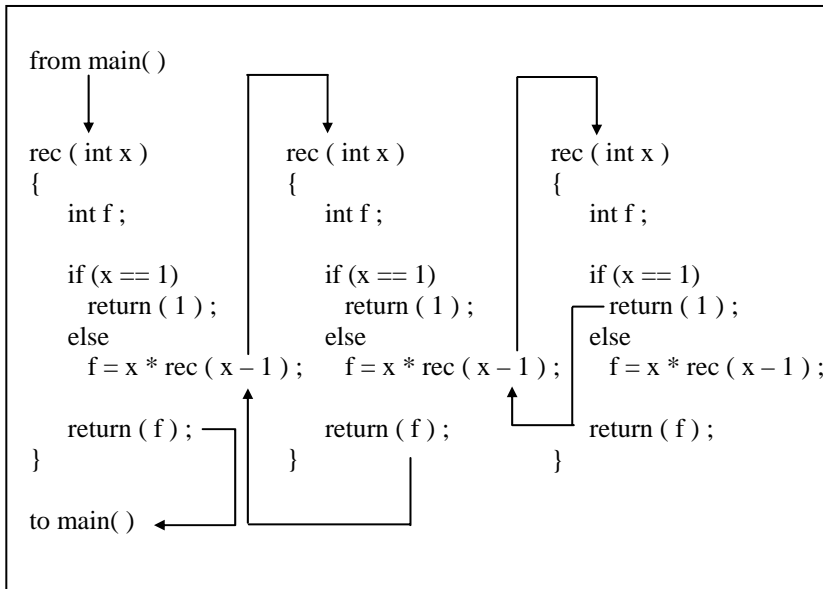 from main( )
rec ( int x )
{
int f ;
if (x == 1)
return ( 1 ) ;
else
f = x * rec ( x – 1 ) ;
return ( f ) ;
}
to main( )
rec ( int x )
{
int f ;
if (x == 1)
return ( 1 ) ;
else
f = x * rec ( x – 1 ) ;
return ( f ) ;
}
rec ( int x )
{
int f ;
if (x == 1)
return ( 1 ) ;
else
f = x * rec ( x – 1 ) ;
return ( f ) ;
}